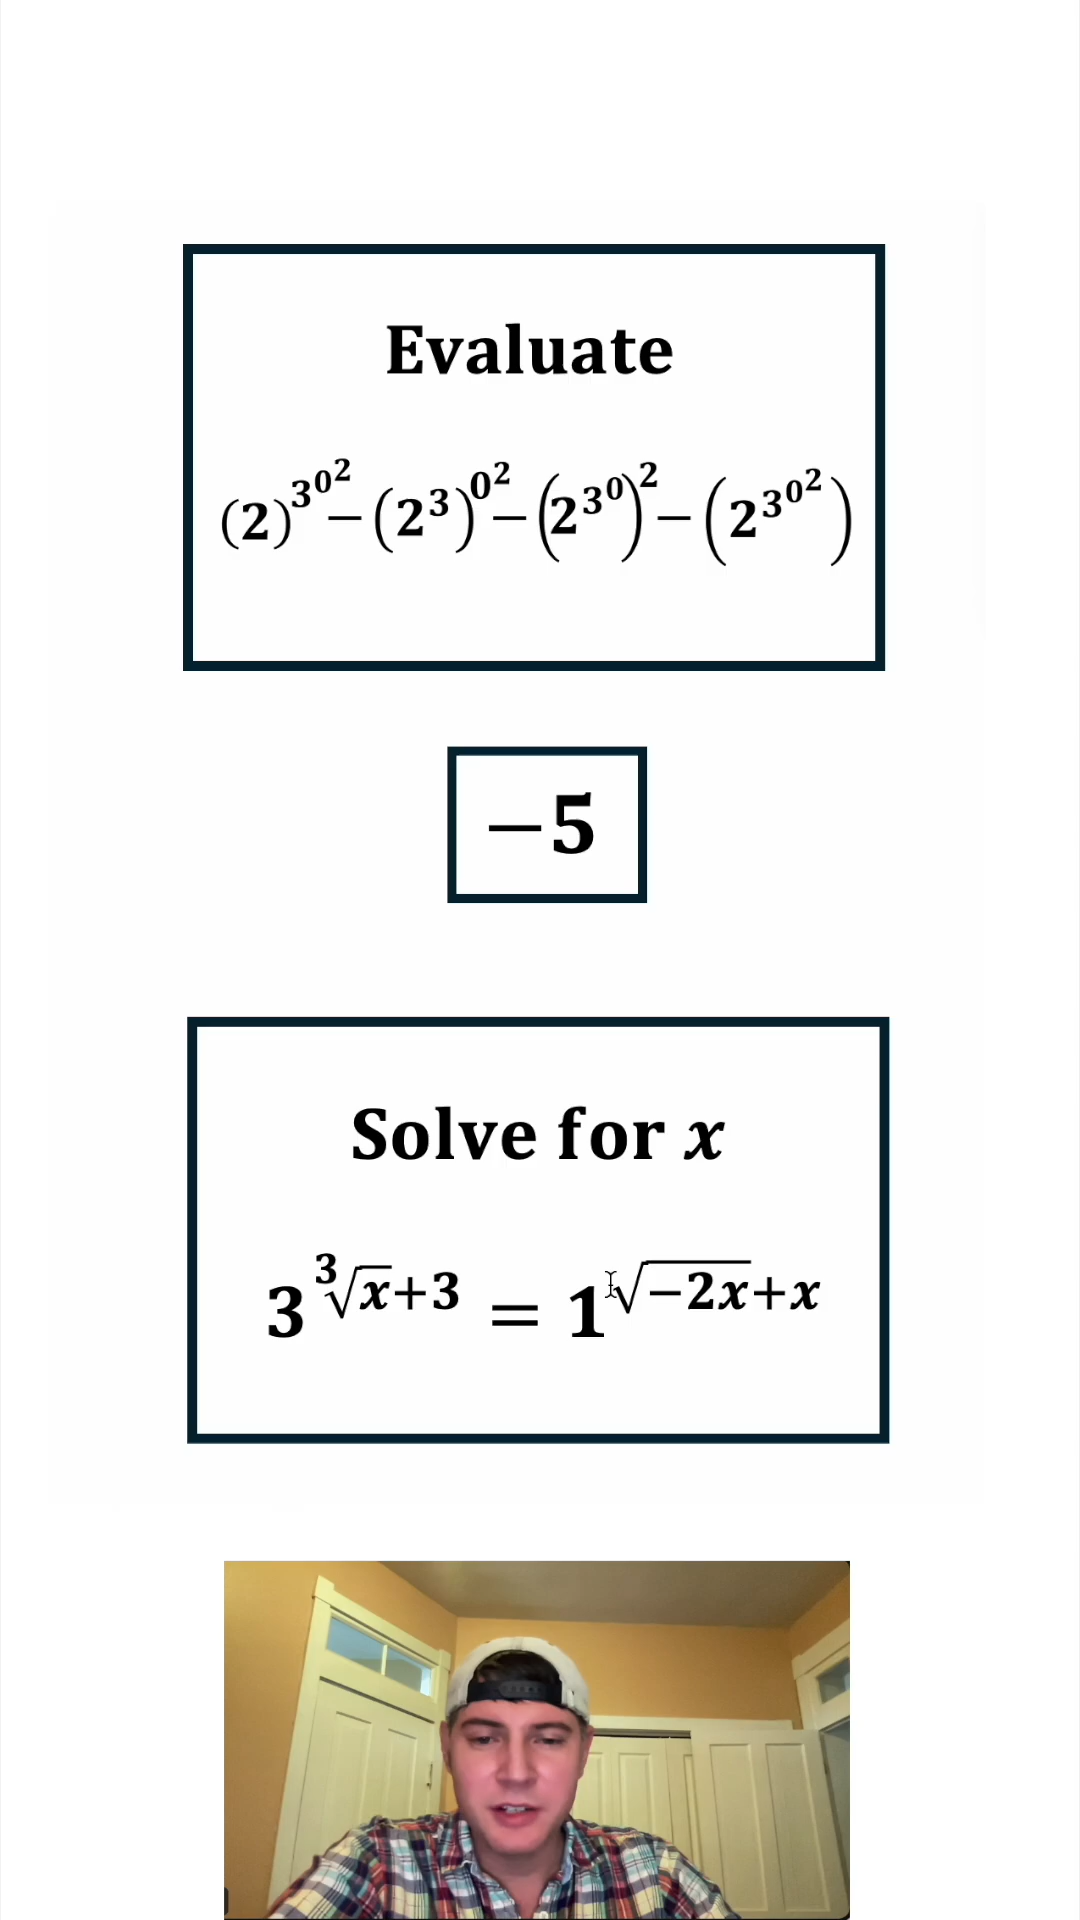 Evaluate
(2)^{3^{0^{2}}} − (2^{3})^{0^{2}} − (2^{3^{0}})^{2} − (2^{3^{0^{2}}})
−5
Solve for x
3^{∛x+3} = 1^{√−2x+x}